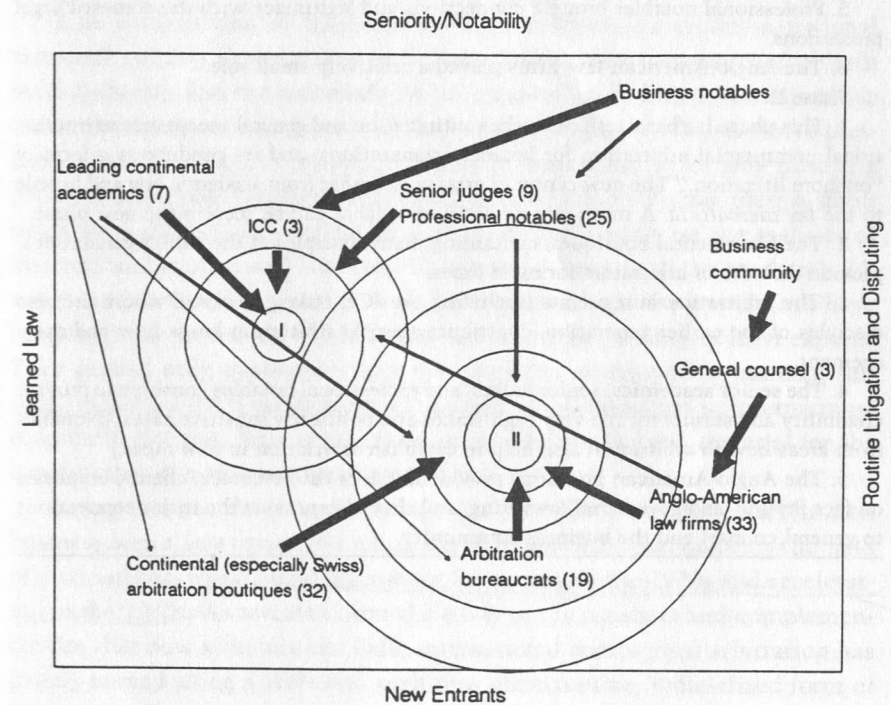 Seniority/Notability
Business notables
Leading continental
academics (7)
ICC (3)
Senior judges (9)
Professional notables (25)
Business
community
Learned Law
Routine Litigation and Disputing
General counsel (3)
II
Anglo-American
law firms (33)
Continental (especially Swiss)
arbitration boutiques (32)
Arbitration
bureaucrats (19)
New Entrants